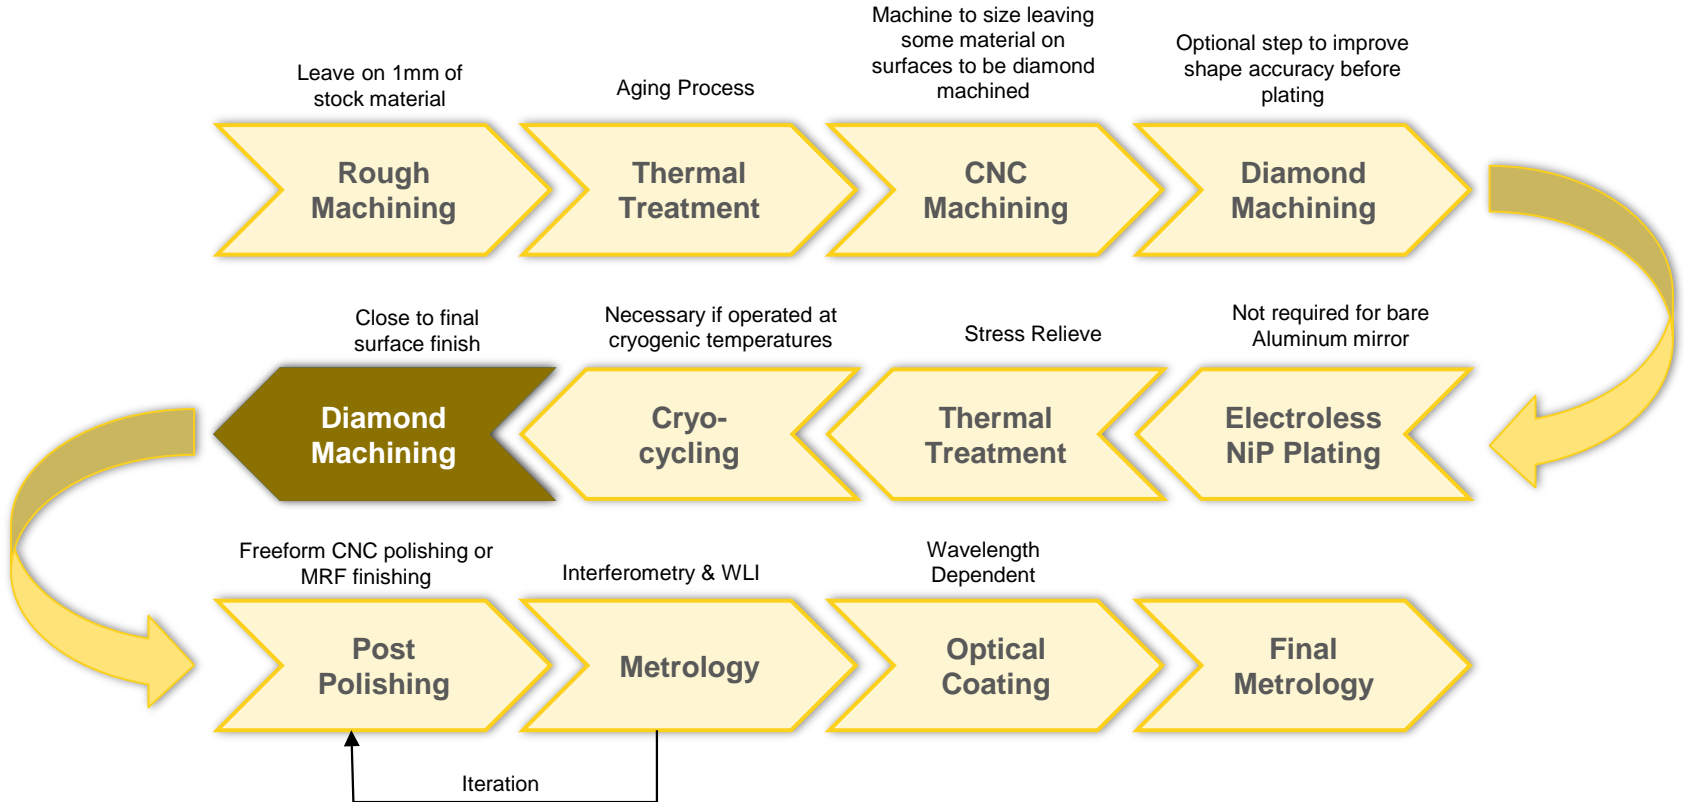 Leave on 1mm of
stock material
Aging Process
Machine to size leaving
some material on
surfaces to be diamond
machined
Optional step to improve
shape accuracy before
plating
Rough
Machining
Thermal
Treatment
CNC
Machining
Diamond
Machining
Close to final
surface finish
Necessary if operated at
cryogenic temperatures
Stress Relieve
Not required for bare
Aluminum mirror
Diamond
Machining
Cryo-
cycling
Thermal
Treatment
Electroless
NiP Plating
Freeform CNC polishing or
MRF finishing
Interferometry & WLI
Wavelength
Dependent
Post
Polishing
Metrology
Optical
Coating
Final
Metrology
Iteration